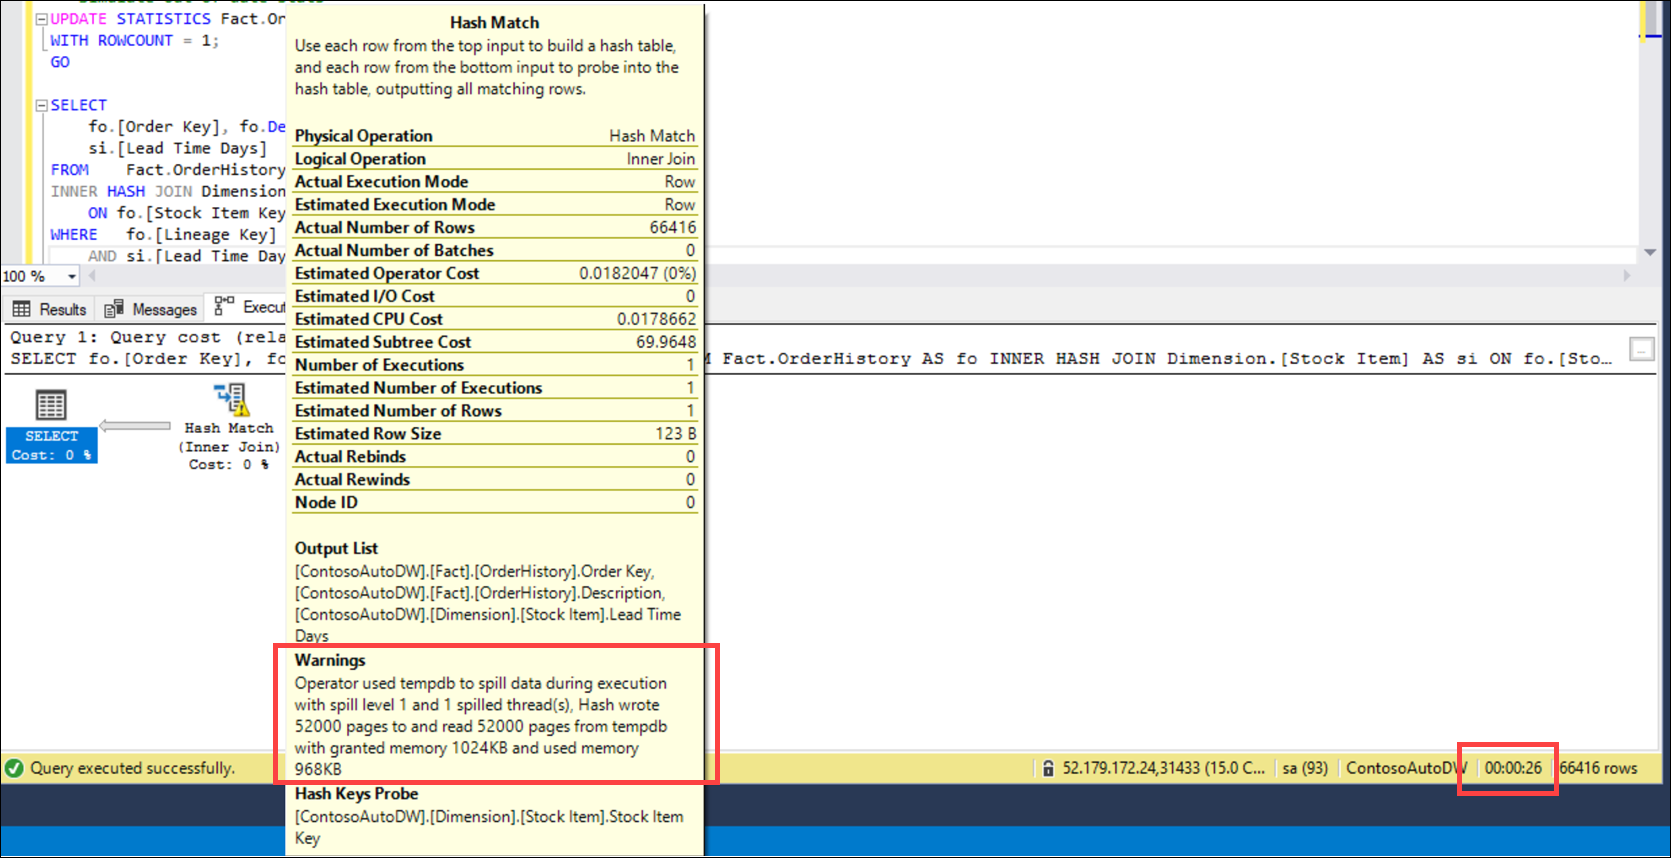 UPDATE STATISTICS Fact.Or
WITH ROWCOUNT = 1;
GO
SELECT
fo.[Order Key], fo.De
si.[Lead Time Days]
FROM Fact.OrderHistory
INNER HASH JOIN Dimension
ON fo.[Stock Item Key
WHERE fo.[Lineage Key]
AND si.[Lead Time Day
100 %
Results Messages Execut
Query 1: Query cost (rela
SELECT fo.[Order Key], fo M Fact.OrderHistory AS fo INNER HASH JOIN Dimension.[Stock Item] AS si ON fo.[Sto...
...
SELECT
Cost: 0 %
Hash Match
(Inner Join)
Cost: 0 %
Hash Match
Use each row from the top input to build a hash table,
and each row from the bottom input to probe into the
hash table, outputting all matching rows.
Physical Operation Hash Match
Logical Operation Inner Join
Actual Execution Mode Row
Estimated Execution Mode Row
Actual Number of Rows 66416
Actual Number of Batches 0
Estimated Operator Cost 0.0182047 (0%)
Estimated I/O Cost 0
Estimated CPU Cost 0.0178662
Estimated Subtree Cost 69.9648
Number of Executions 1
Estimated Number of Executions 1
Estimated Number of Rows 1
Estimated Row Size 123 B
Actual Rebinds 0
Actual Rewinds 0
Node ID 0
Output List
[ContosoAutoDW].[Fact].[OrderHistory].Order Key,
[ContosoAutoDW].[Fact].[OrderHistory].Description,
[ContosoAutoDW].[Dimension].[Stock Item].Lead Time
Days
Warnings
Operator used tempdb to spill data during execution
with spill level 1 and 1 spilled thread(s), Hash wrote
52000 pages to and read 52000 pages from tempdb
with granted memory 1024KB and used memory
968KB
Hash Keys Probe
[ContosoAutoDW].[Dimension].[Stock Item].Stock Item
Key
Query executed successfully. 52.179.172.24,31433 (15.0 C... sa (93) ContosoAutoDW 00:00:26 66416 rows